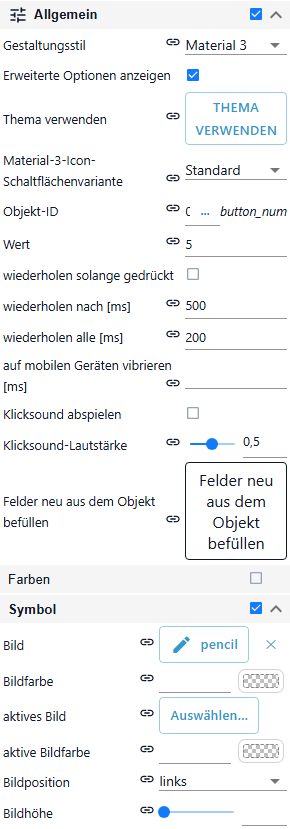 Allgemein
Gestaltungsstil Material 3
Erweiterte Optionen anzeigen
Thema verwenden THEMA
VERWENDEN
Material-3-Icon-
Schaltflächenvariante Standard
Objekt-ID ... button_num
Wert 5
wiederholen solange gedrückt
wiederholen nach [ms] 500
wiederholen alle [ms] 200
auf mobilen Geräten vibrieren
[ms]
Klicksound abspielen
Klicksound-Lautstärke 0,5
Felder neu aus dem Objekt
befüllen
Felder neu
aus dem
Objekt
befüllen
Farben
Symbol
Bild pencil
Bildfarbe
aktives Bild Auswählen...
aktive Bildfarbe
Bildposition links
Bildhöhe